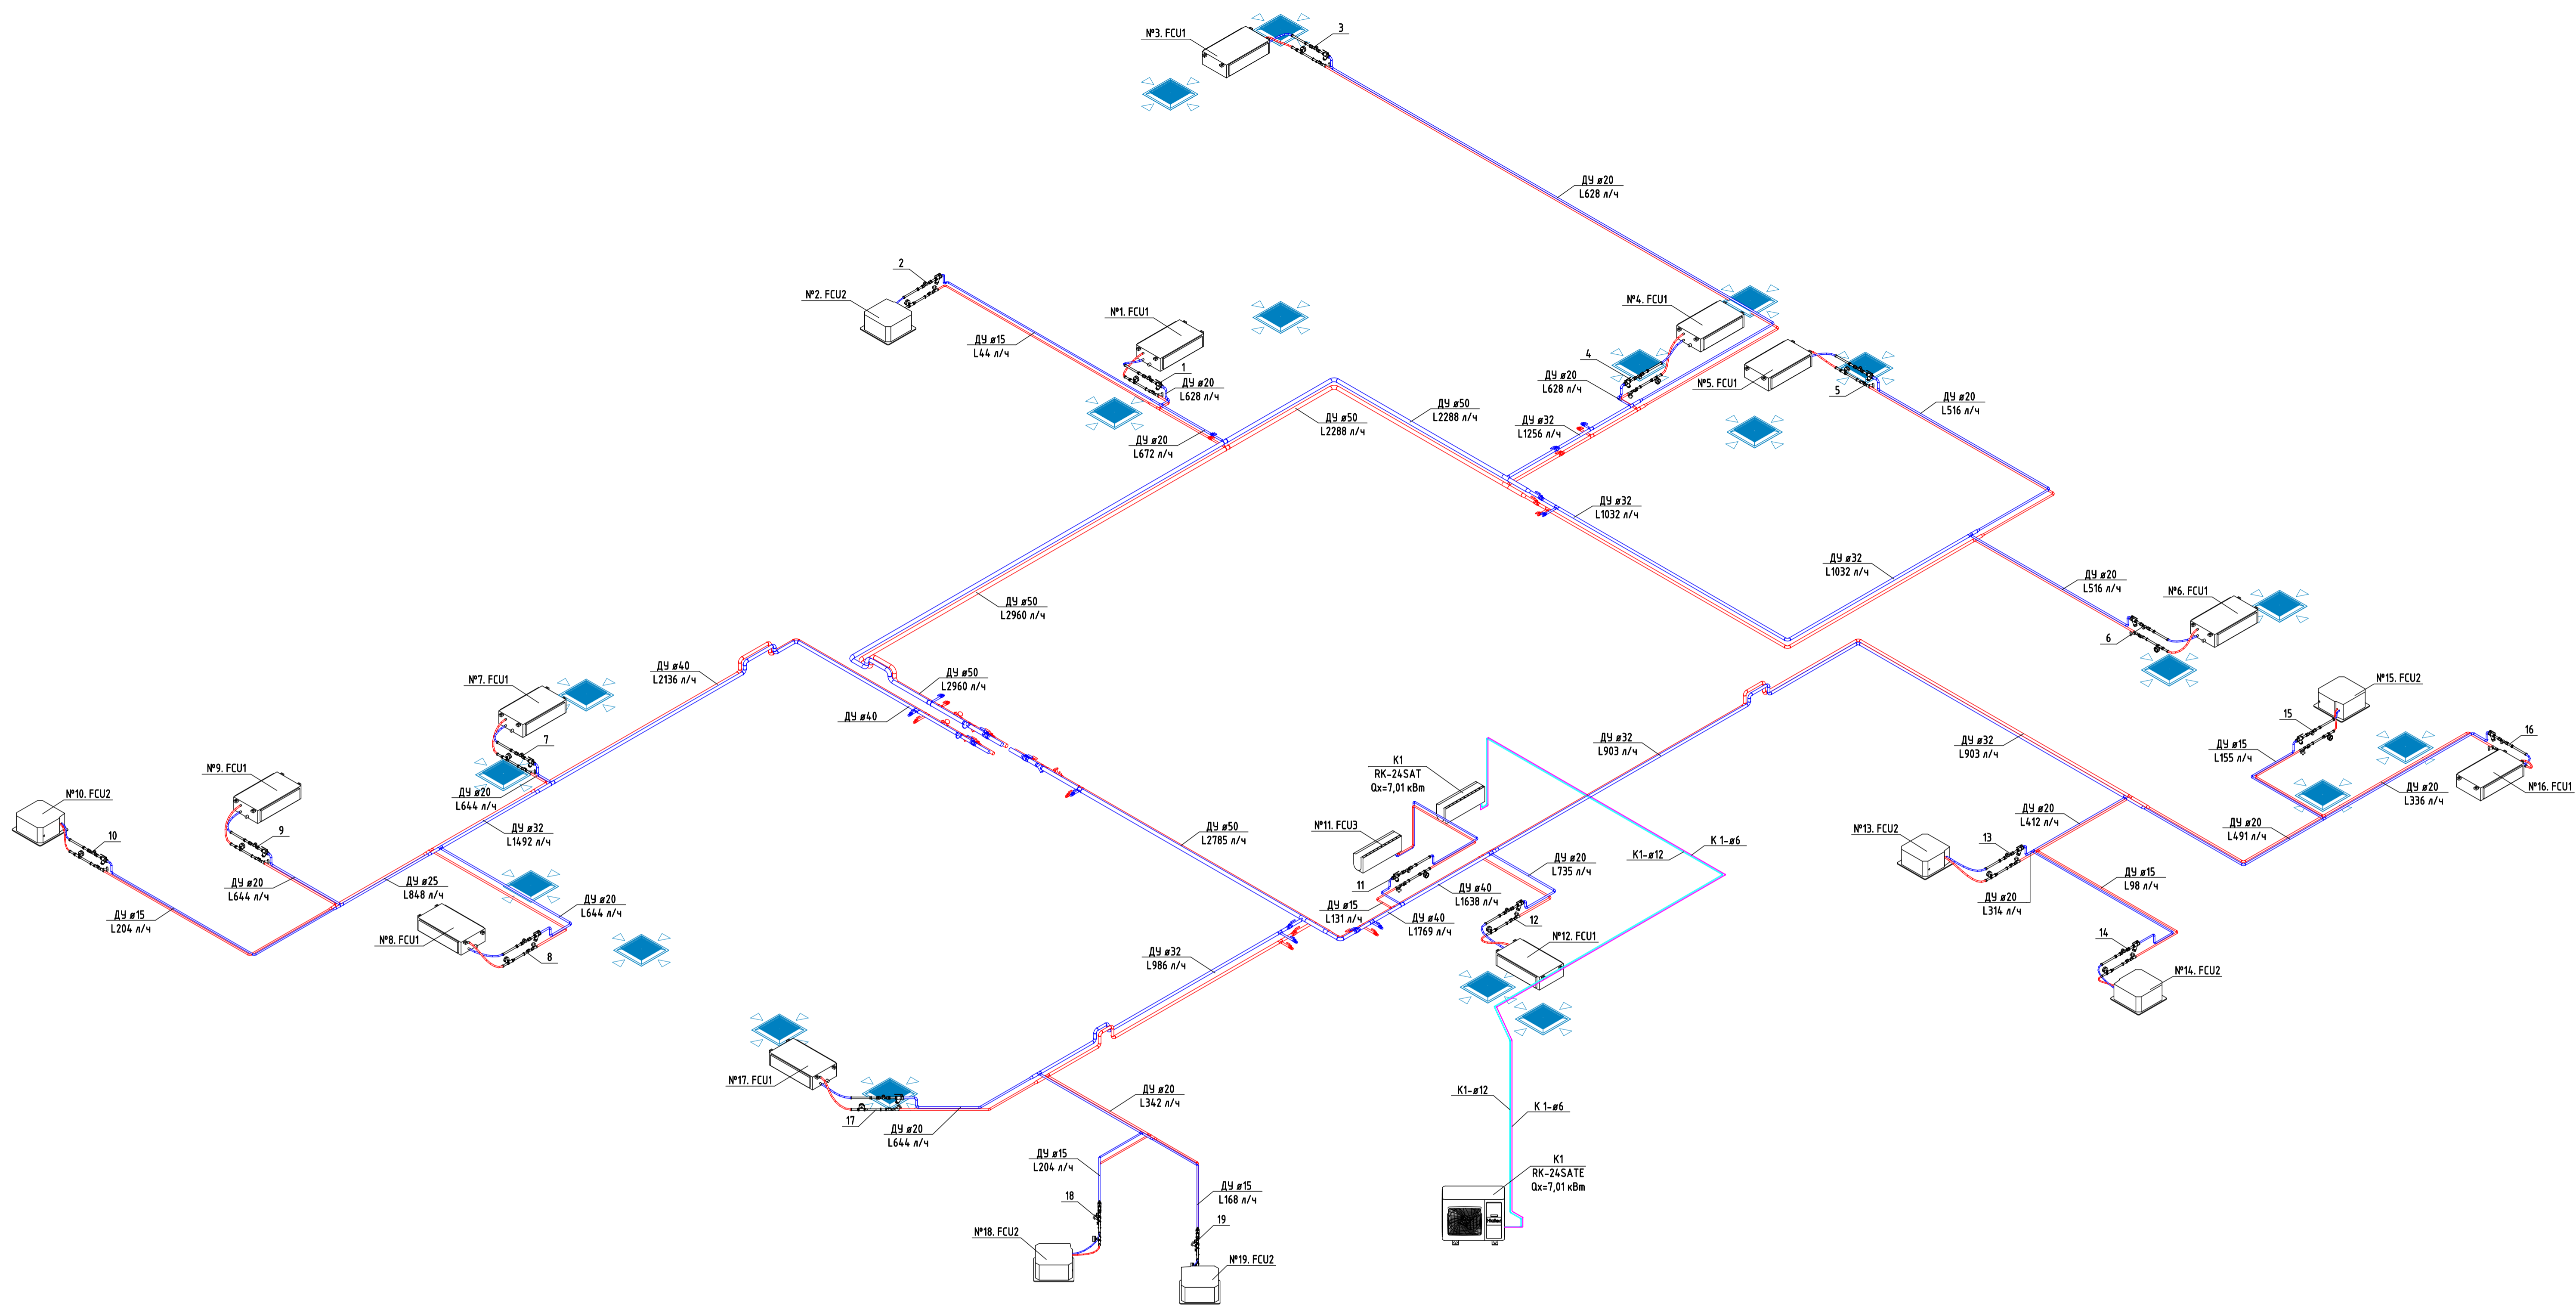 №3. FCU1
3
ДУ ø20
L628 л/ч
2
№2. FCU2
ДУ ø15
L44 л/ч
№1. FCU1
1
ДУ ø20
L628 л/ч
ДУ ø20
L672 л/ч
ДУ ø50
L2288 л/ч
ДУ ø50
L2288 л/ч
№4. FCU1
4
ДУ ø20
L628 л/ч
ДУ ø32
L1256 л/ч
№5. FCU1
5
ДУ ø20
L516 л/ч
ДУ ø32
L1032 л/ч
ДУ ø32
L1032 л/ч
ДУ ø20
L516 л/ч
№6. FCU1
6
ДУ ø50
L2960 л/ч
ДУ ø50
L2960 л/ч
ДУ ø40
ДУ ø40
L2136 л/ч
№7. FCU1
7
ДУ ø20
L644 л/ч
ДУ ø32
L1492 л/ч
№9. FCU1
9
ДУ ø20
L644 л/ч
№10. FCU2
10
ДУ ø15
L204 л/ч
ДУ ø25
L848 л/ч
ДУ ø20
L644 л/ч
№8. FCU1
8
ДУ ø50
L2785 л/ч
К1
RK-24SAT
Qx=7,01 кВт
№11. FCU3
11
ДУ ø15
L131 л/ч
ДУ ø40
L1769 л/ч
ДУ ø40
L1638 л/ч
ДУ ø20
L735 л/ч
12
№12. FCU1
К1-ø12
К 1-ø6
ДУ ø32
L903 л/ч
ДУ ø32
L903 л/ч
№15. FCU2
15
ДУ ø15
L155 л/ч
16
№16. FCU1
ДУ ø20
L336 л/ч
ДУ ø20
L491 л/ч
ДУ ø20
L412 л/ч
№13. FCU2
13
ДУ ø20
L314 л/ч
ДУ ø15
L98 л/ч
14
№14. FCU2
ДУ ø32
L986 л/ч
№17. FCU1
17
ДУ ø20
L644 л/ч
ДУ ø20
L342 л/ч
ДУ ø15
L204 л/ч
18
№18. FCU2
ДУ ø15
L168 л/ч
19
№19. FCU2
К1-ø12
К 1-ø6
К1
RK-24SATE
Qx=7,01 кВт